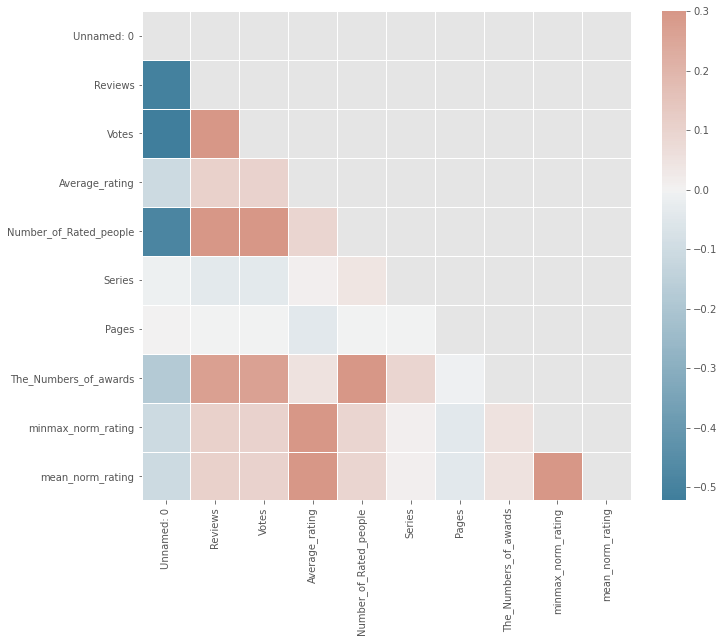 Unnamed: 0
Reviews
Votes
Average_rating
Number_of_Rated_people
Series
Pages
The_Numbers_of_awards
minmax_norm_rating
mean_norm_rating
Unnamed: 0
Reviews
Votes
Average_rating
Number_of_Rated_people
Series
Pages
The_Numbers_of_awards
minmax_norm_rating
mean_norm_rating
0.3
0.2
0.1
0.0
−0.1
−0.2
−0.3
−0.4
−0.5